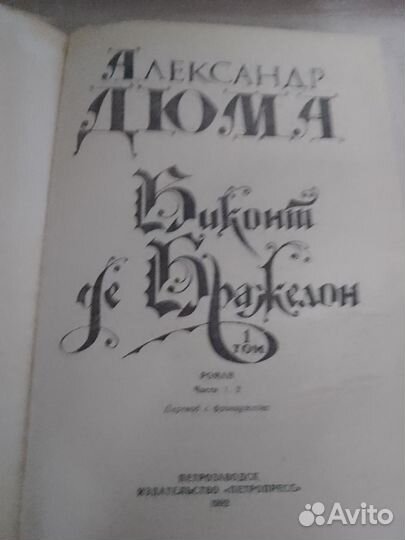 Александр
ДЮМА
Виконт
де Бражелон
1
том
РОМАН
Части 1, 2
Перевод с французского
ПЕТРОЗАВОДСК
ИЗДАТЕЛЬСТВО «ПЕТРОПРЕСС»
Avito